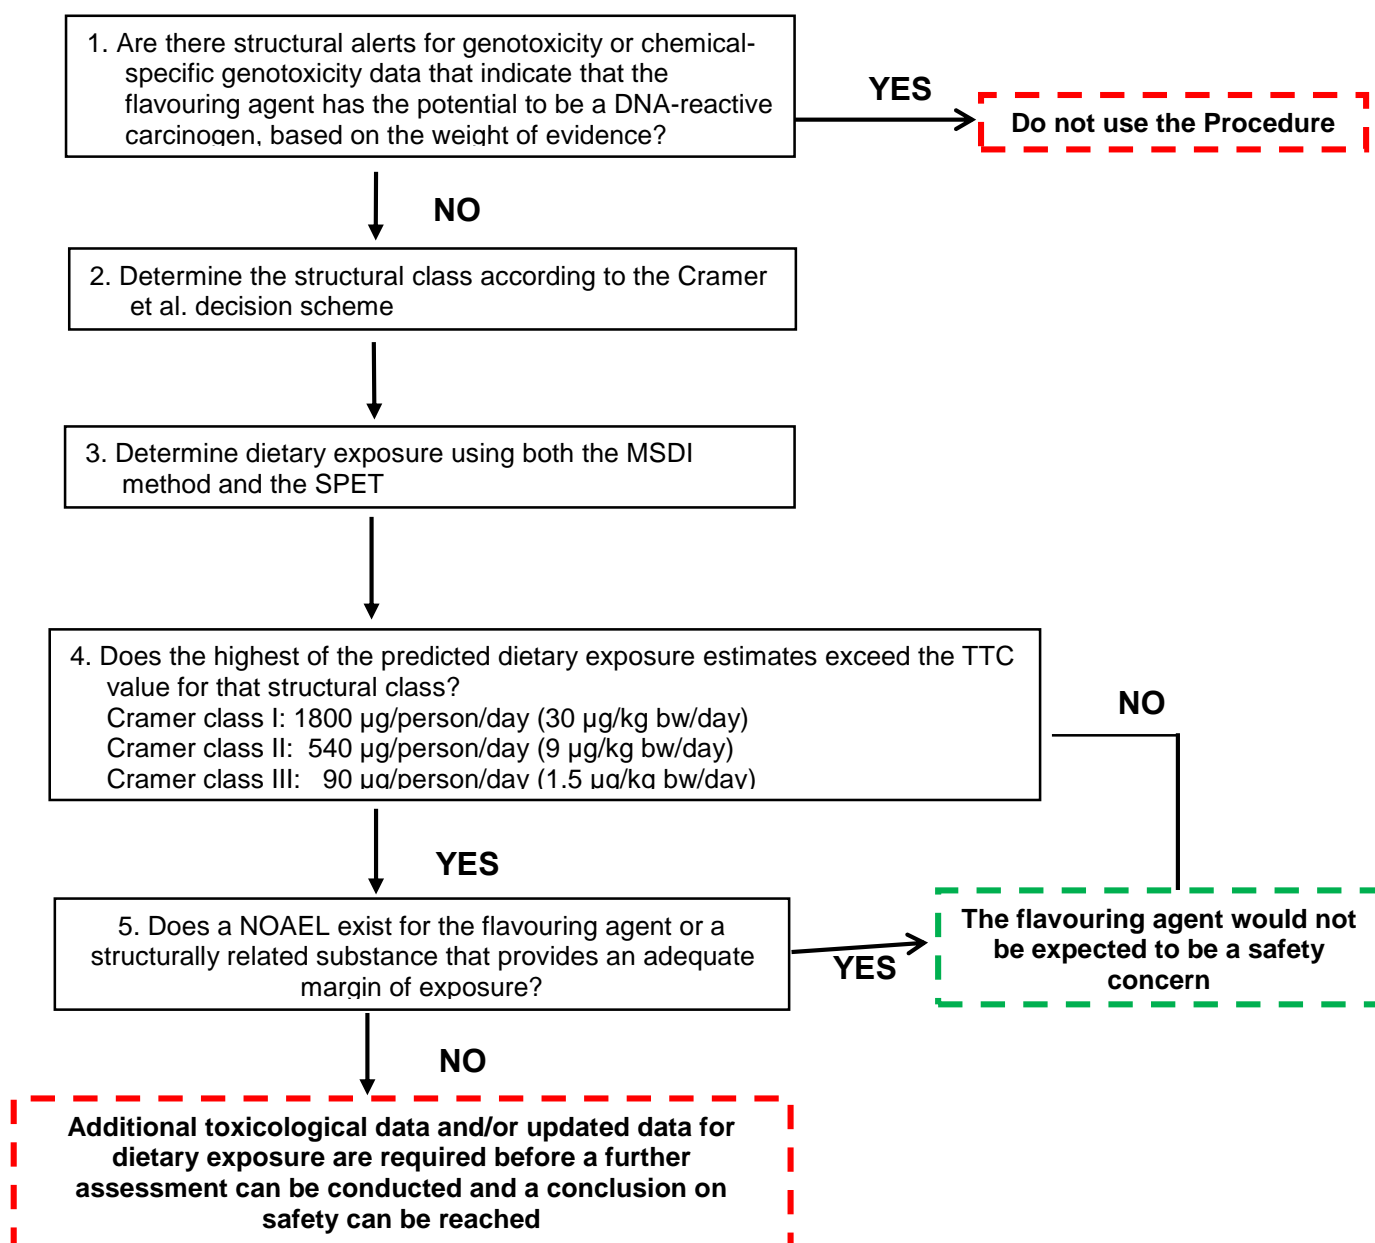 1. Are there structural alerts for genotoxicity or chemical-
specific genotoxicity data that indicate that the
flavouring agent has the potential to be a DNA-reactive
carcinogen, based on the weight of evidence?
YES
Do not use the Procedure
NO
2. Determine the structural class according to the Cramer
et al. decision scheme
3. Determine dietary exposure using both the MSDI
method and the SPET
4. Does the highest of the predicted dietary exposure estimates exceed the TTC
value for that structural class?
Cramer class I: 1800 µg/person/day (30 µg/kg bw/day)
Cramer class II: 540 µg/person/day (9 µg/kg bw/day)
Cramer class III: 90 µg/person/day (1.5 µg/kg bw/day)
NO
YES
5. Does a NOAEL exist for the flavouring agent or a
structurally related substance that provides an adequate
margin of exposure?
YES
The flavouring agent would not
be expected to be a safety
concern
NO
Additional toxicological data and/or updated data for
dietary exposure are required before a further
assessment can be conducted and a conclusion on
safety can be reached